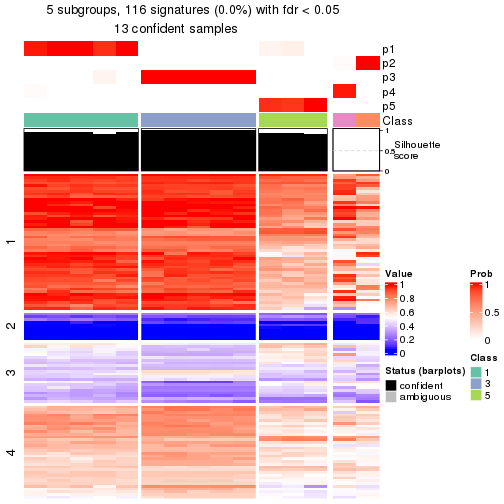 5 subgroups, 116 signatures (0.0%) with fdr < 0.05
13 confident samples
p1
p2
p3
p4
p5
Class
1
0.5
0
Silhouette
score
1
2
3
4
Value
1
0.8
0.6
0.4
0.2
0
Prob
1
0.5
0
Status (barplots)
confident
ambiguous
Class
1
3
5